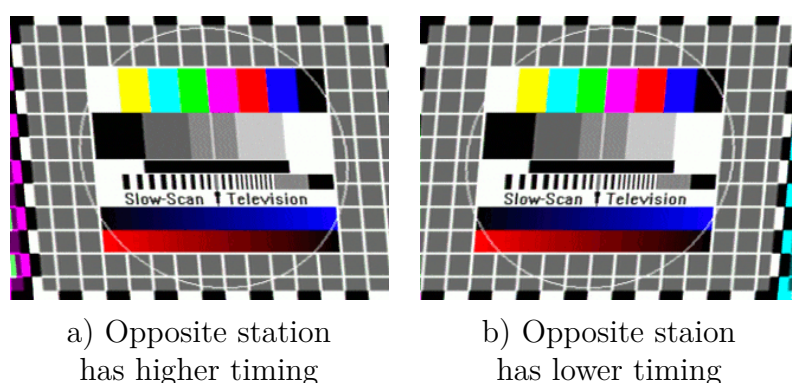 Slow-Scan Television
Slow-Scan Television
a) Opposite station
has higher timing
b) Opposite staion
has lower timing